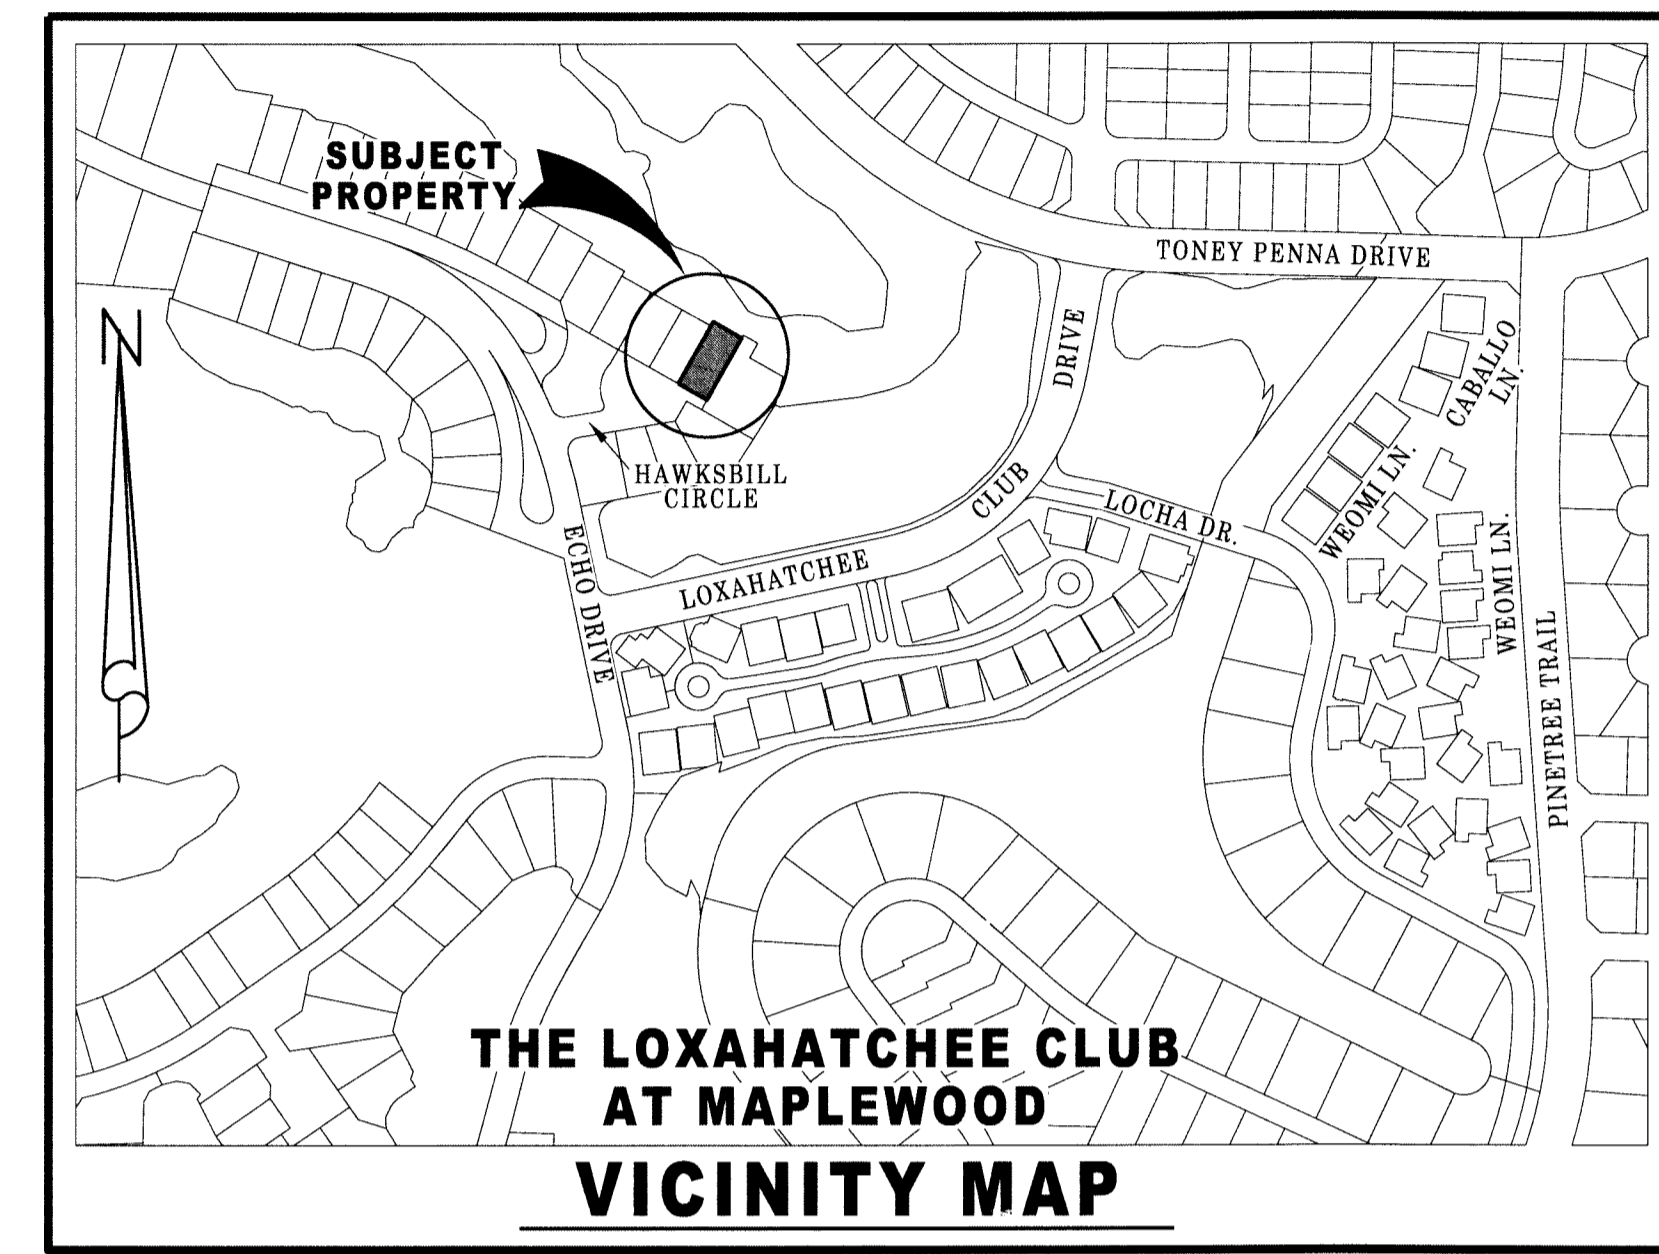 SUBJECT
PROPERTY
TONEY PENNA DRIVE
DRIVE
CABALLO
LN.
N
HAWKSBILL
CIRCLE
CLUB
LOCHA DR.
WEOMI LN.
WEOMI LN.
ECHO DRIVE
LOXAHATCHEE
PINETREE TRAIL
THE LOXAHATCHEE CLUB
AT MAPLEWOOD
VICINITY MAP